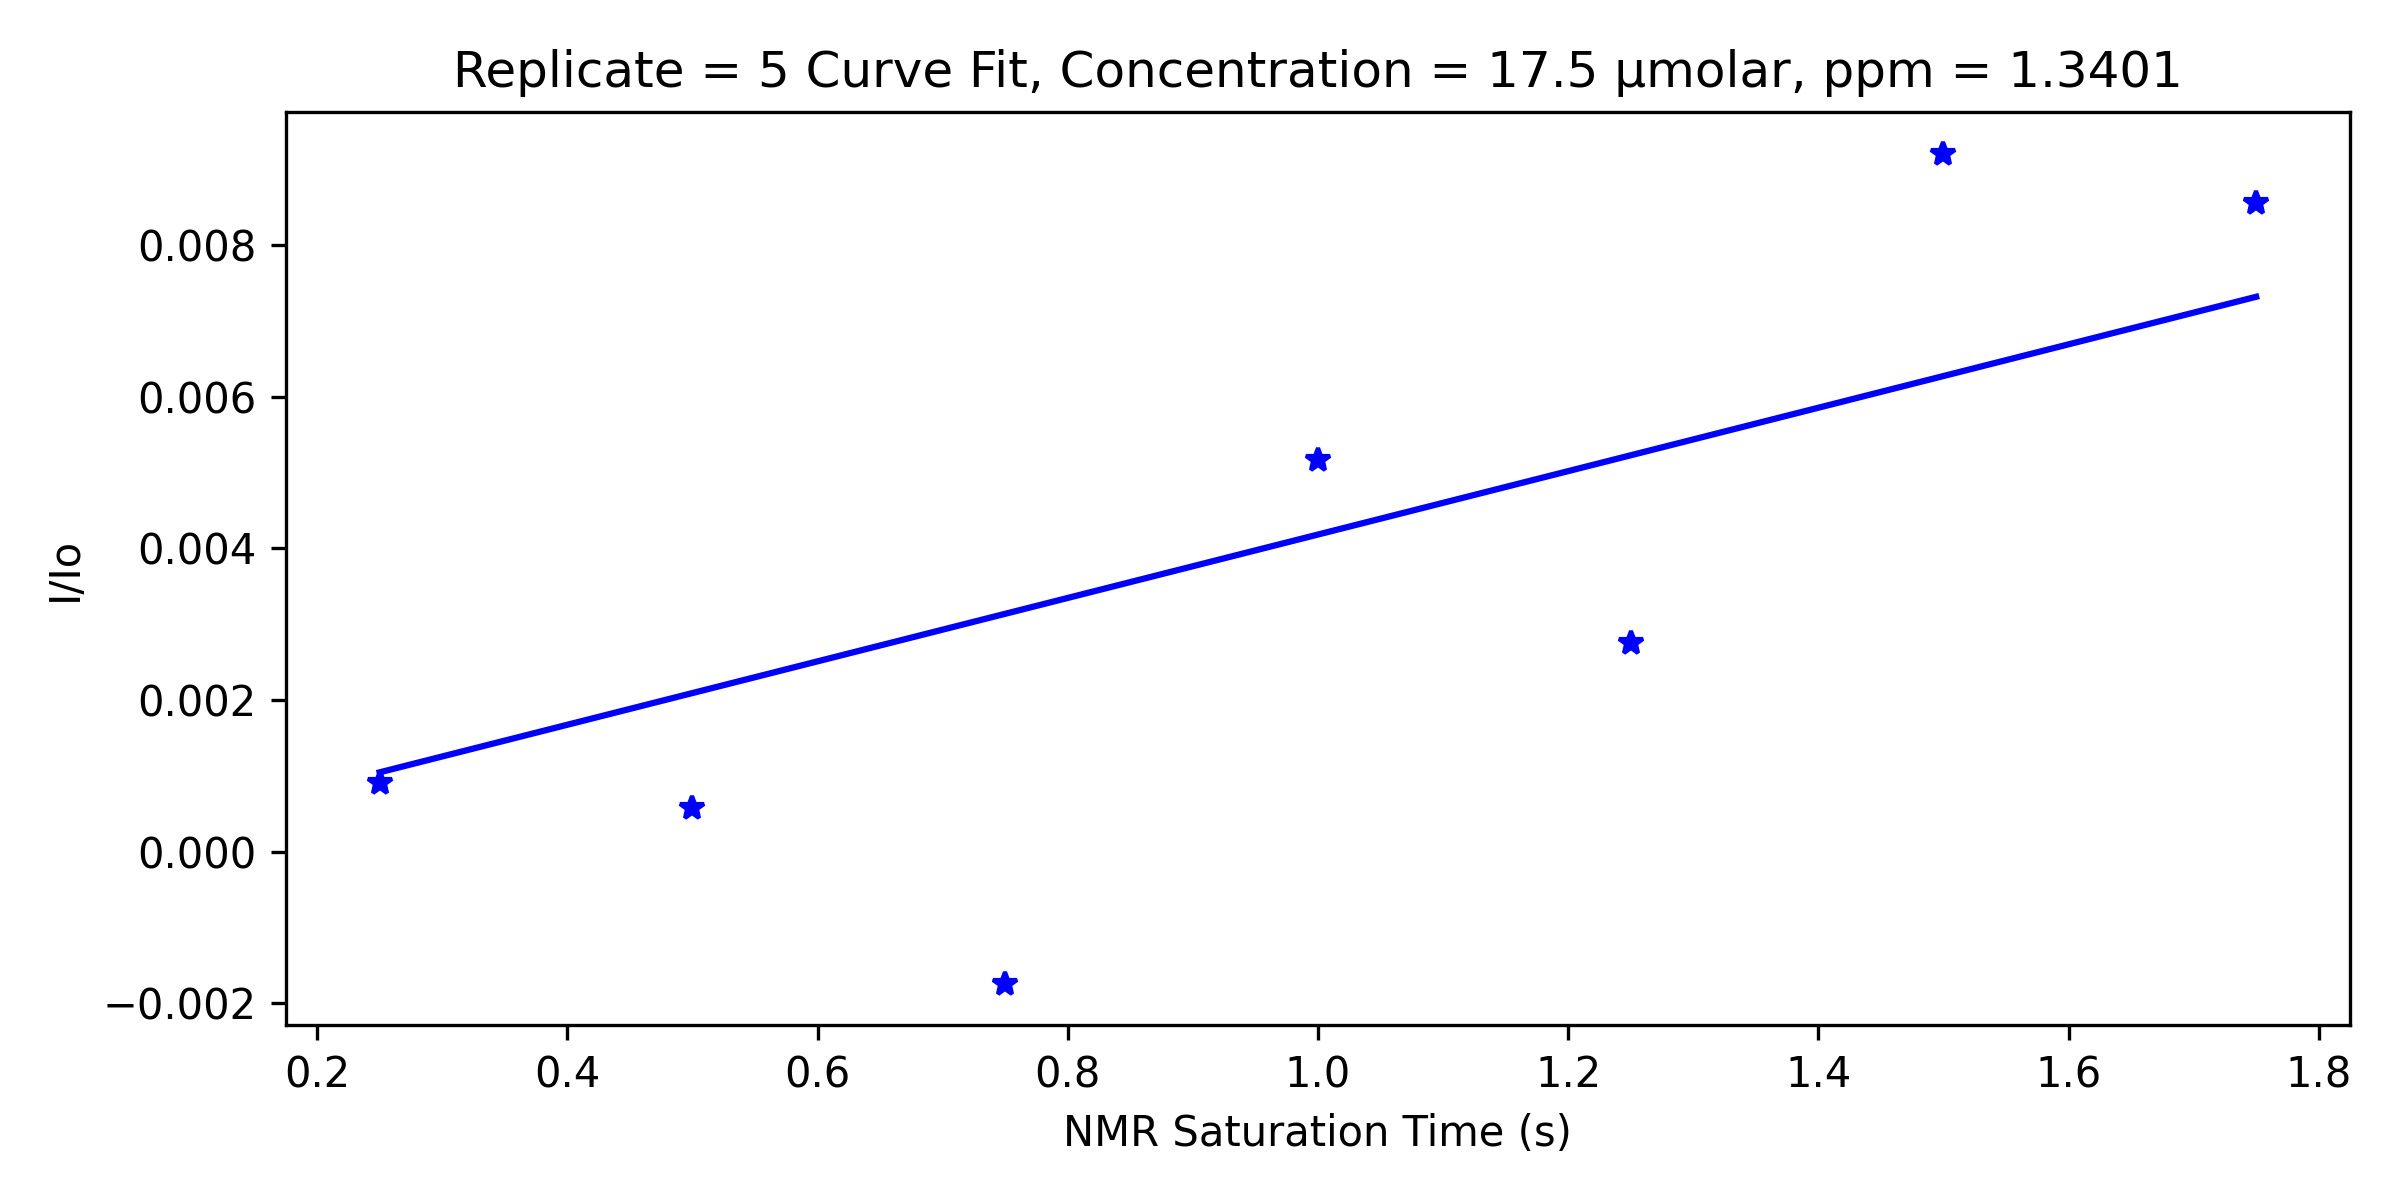 Replicate = 5 Curve Fit, Concentration = 17.5 µmolar, ppm = 1.3401
0.008
0.006
0.004
0.002
0.000
−0.002
I/Io
0.2 0.4 0.6 0.8 1.0 1.2 1.4 1.6 1.8
NMR Saturation Time (s)